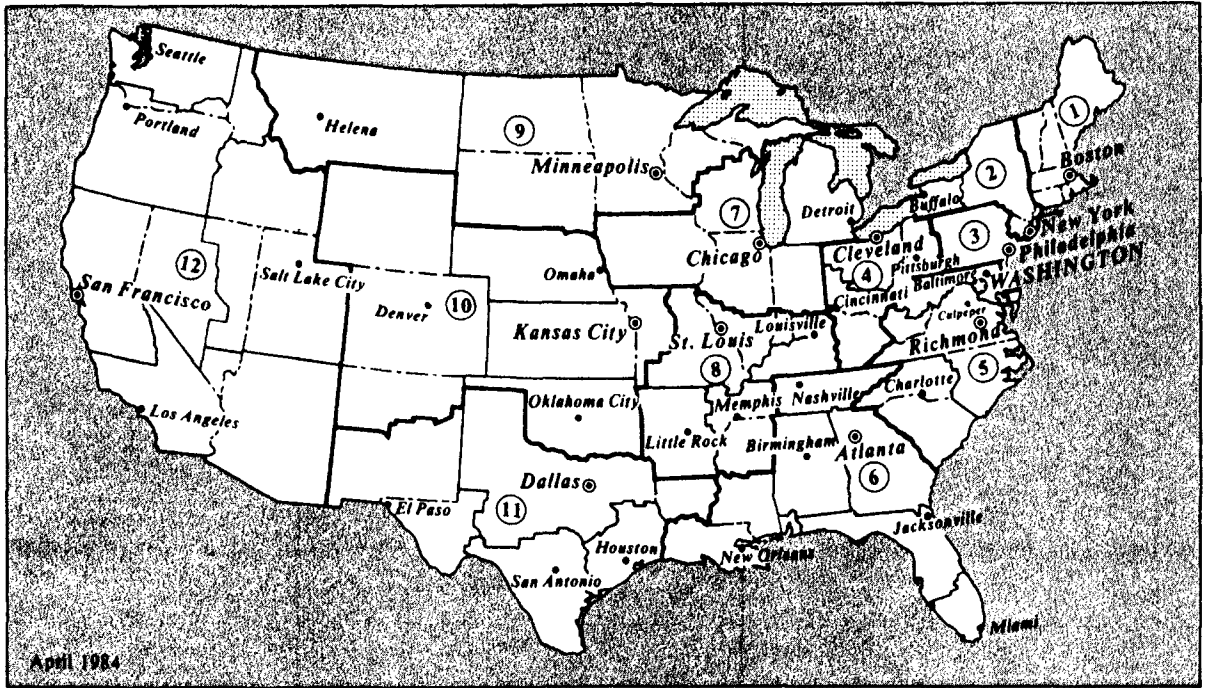 Seattle
Portland
Helena
9
Minneapolis
1
Boston
2
Buffalo
7
Detroit
New York
3
Philadelphia
Cleveland
Chicago
4
Pittsburgh
WASHINGTON
Baltimore
12
Salt Lake City
Omaha
San Francisco
Cincinnati
Culpeper
10
Denver
Kansas City
St. Louis
Louisville
Richmond
8
5
Charlotte
Oklahoma City
Memphis
Nashville
Los Angeles
Little Rock
Birmingham
Atlanta
6
Dallas
11
El Paso
Jacksonville
Houston
New Orleans
San Antonio
Miami
April 1984